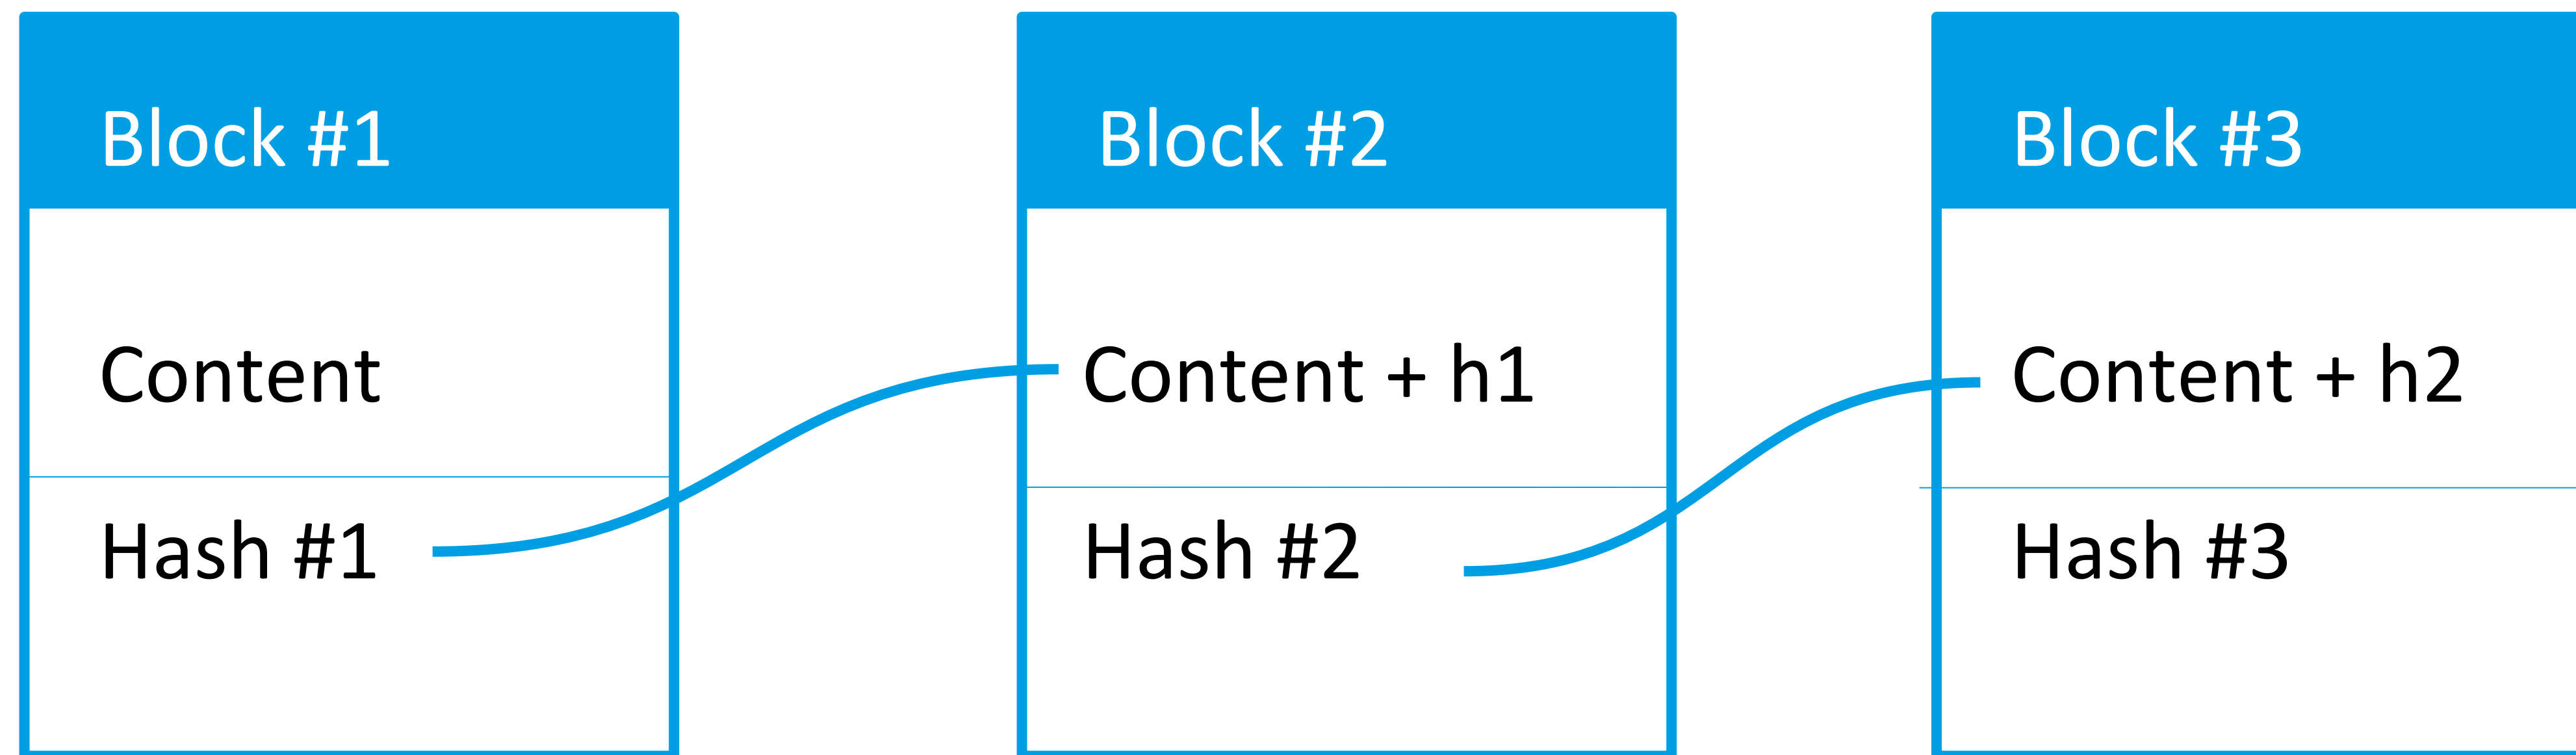 Block #1
Content
Hash #1
Block #2
Content + h1
Hash #2
Block #3
Content + h2
Hash #3